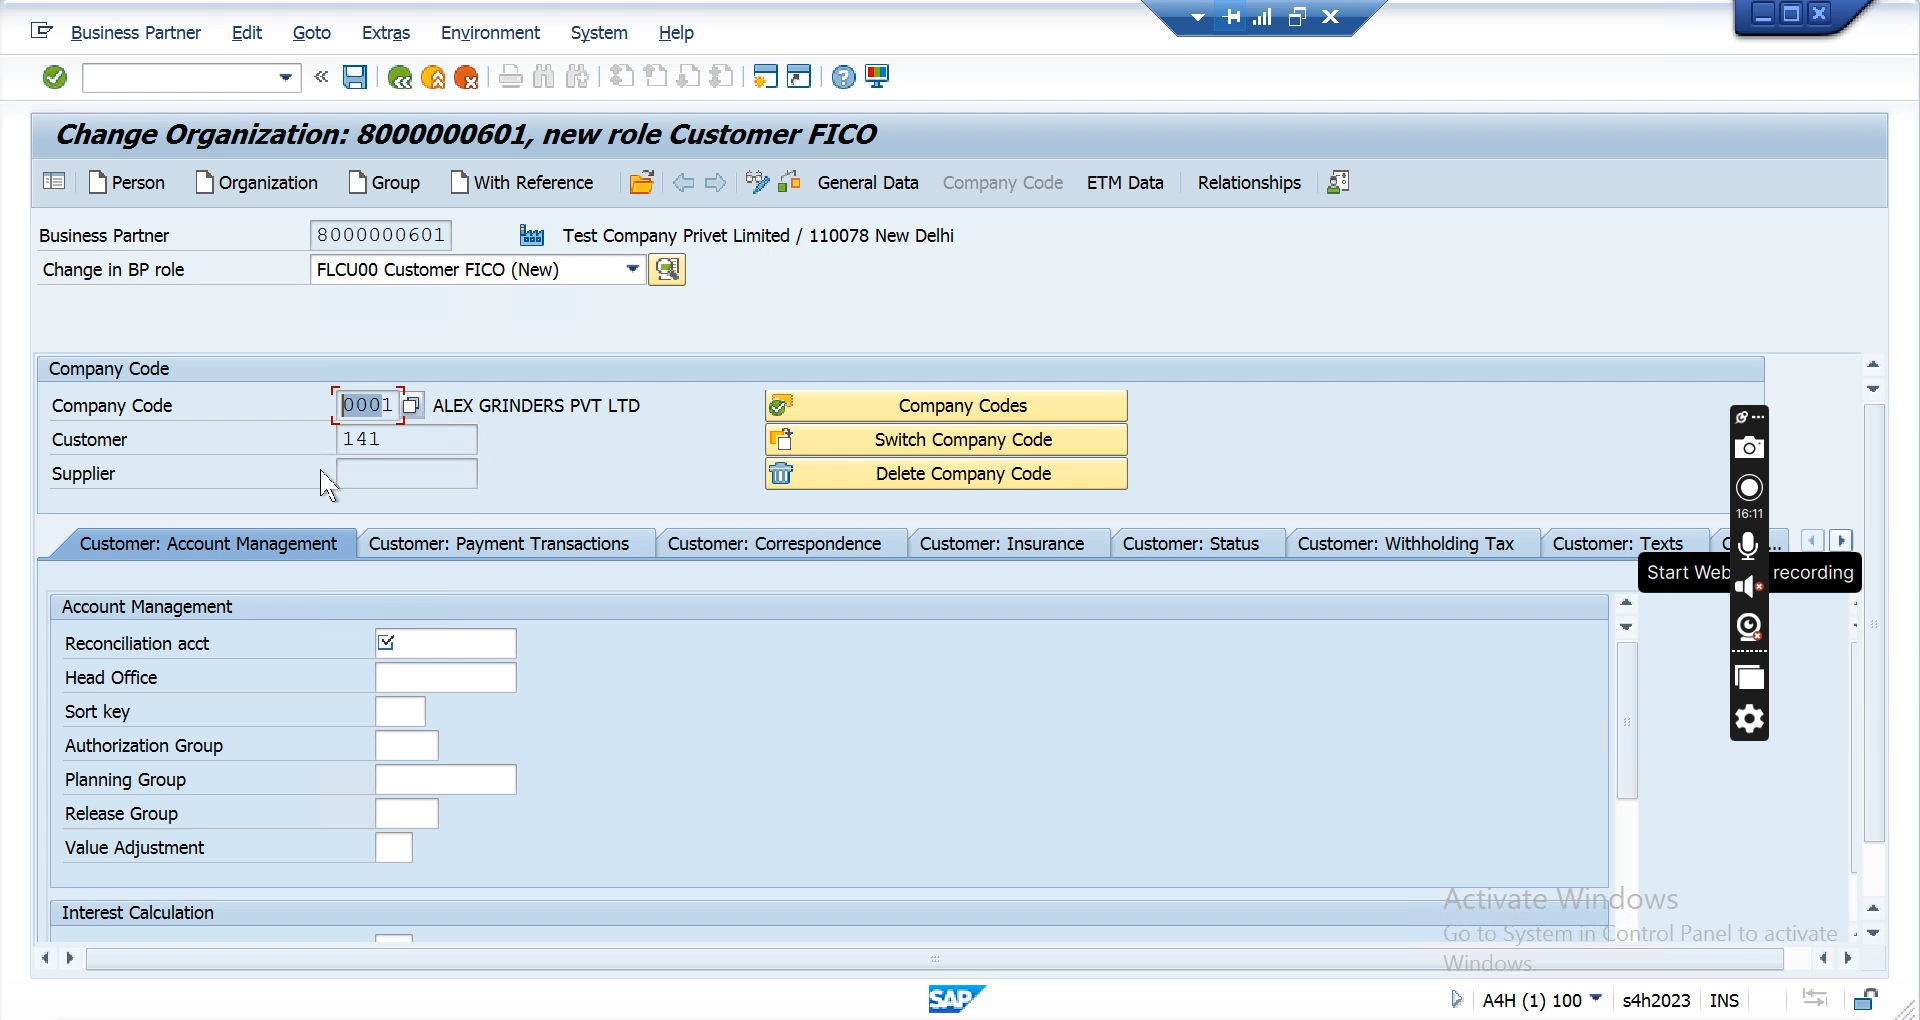 Business Partner Edit Goto Extras Environment System Help
Change Organization: 8000000601, new role Customer FICO
Person Organization Group With Reference General Data Company Code ETM Data Relationships
Business Partner 8000000601 Test Company Privet Limited / 110078 New Delhi
Change in BP role FLCU00 Customer FICO (New)
Company Code
Company Code 0001 ALEX GRINDERS PVT LTD Company Codes
Customer 141 Switch Company Code
Supplier Delete Company Code
16:11
Customer: Account Management Customer: Payment Transactions Customer: Correspondence Customer: Insurance Customer: Status Customer: Withholding Tax Customer: Texts
Start Web recording
Account Management
Reconciliation acct
Head Office
Sort key
Authorization Group
Planning Group
Release Group
Value Adjustment
Interest Calculation
Activate Windows
Go to System in Control Panel to activate
Windows.
SAP A4H (1) 100 s4h2023 INS